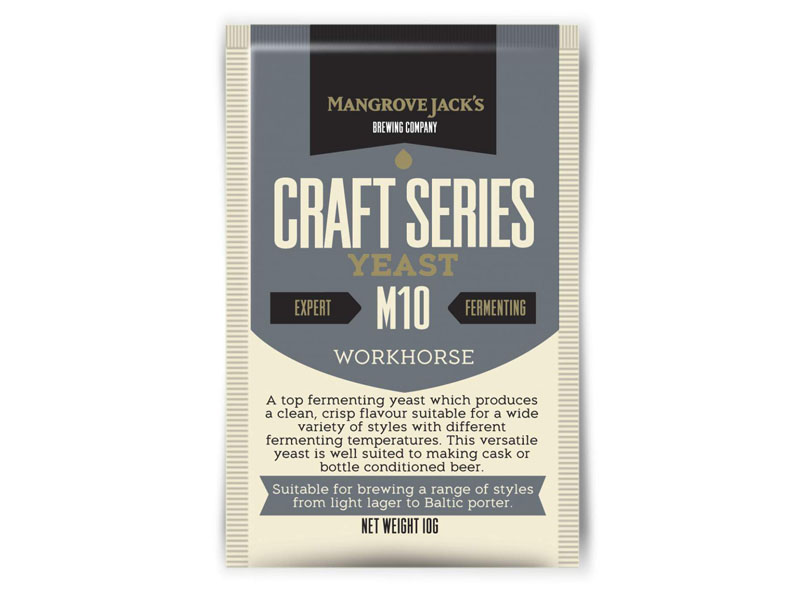 MANGROVE JACK'S
BREWING COMPANY
CRAFT SERIES
YEAST
EXPERT M10 FERMENTING
WORKHORSE
A top fermenting yeast which produces
a clean, crisp flavour suitable for a wide
variety of styles with different
fermenting temperatures. This versatile
yeast is well suited to making cask or
bottle conditioned beer.
Suitable for brewing a range of styles
from light lager to Baltic porter.
NET WEIGHT 10G